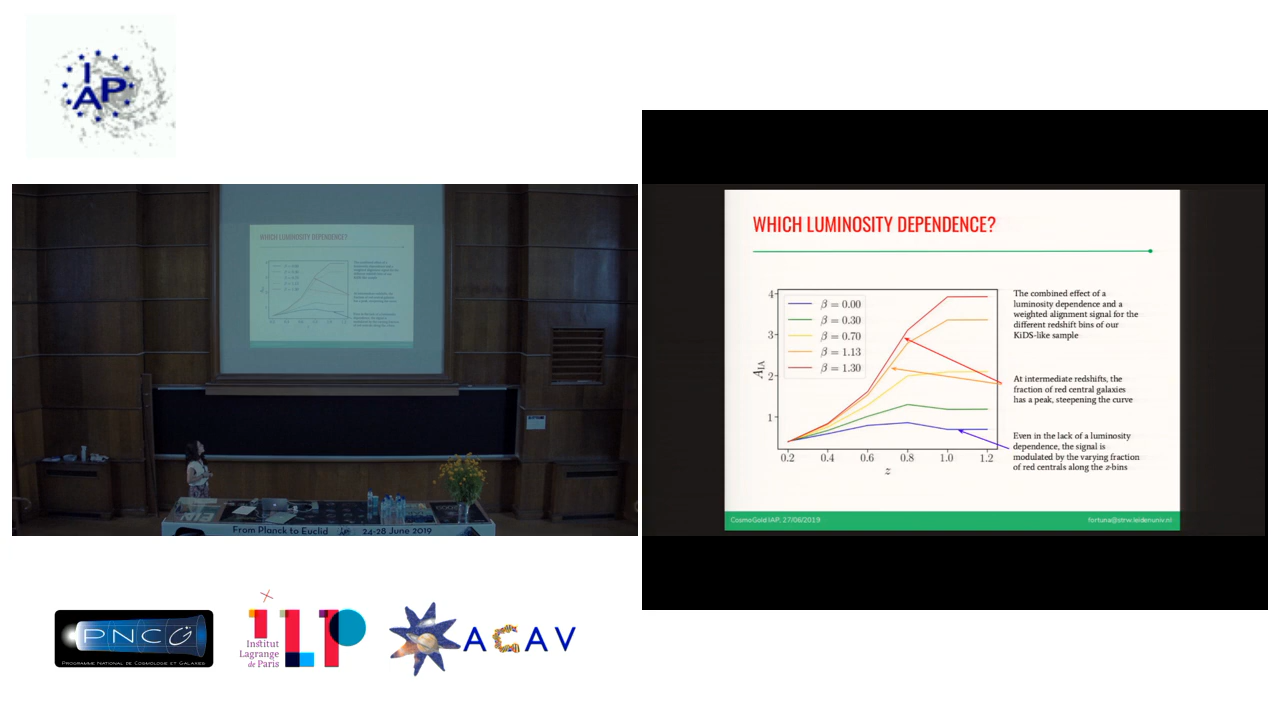 I
AP
WHICH LUMINOSITY DEPENDENCE?
WHICH LUMINOSITY DEPENDENCE?
4
3
2
1
A_IA
β = 0.00
β = 0.30
β = 0.70
β = 1.13
β = 1.30
0.2 0.4 0.6 0.8 1.0 1.2
z
The combined effect of a
luminosity dependence and a
weighted alignment signal for the
different redshift bins of our
KiDS-like sample
At intermediate redshifts, the
fraction of red central galaxies
has a peak, steepening the curve
Even in the lack of a luminosity
dependence, the signal is
modulated by the varying fraction
of red centrals along the z-bins
CosmoGold IAP, 27/06/2019
fortuna@strw.leidenuniv.nl
From Planck to Euclid 24-28 June 2019
PNCG
PROGRAMME NATIONAL DE COSMOLOGIE ET GALAXIES
ILP
Institut
Lagrange
de Paris
ACAV